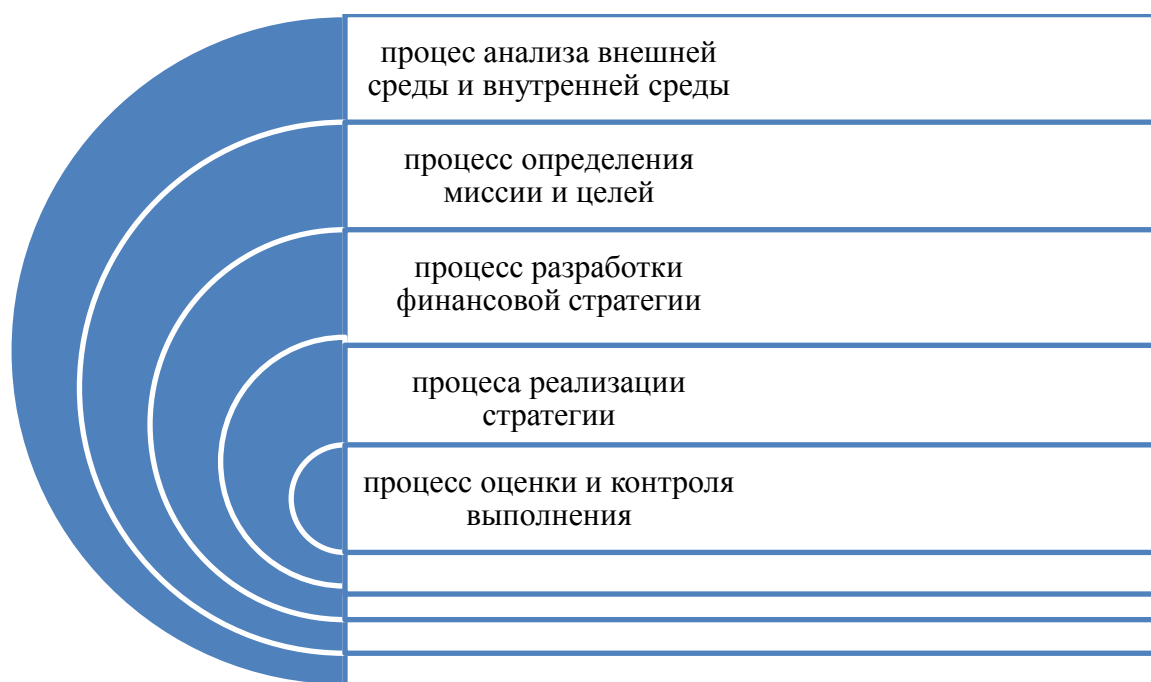 процес анализа внешней
среды и внутренней среды
процесс определения
миссии и целей
процесс разработки
финансовой стратегии
процеса реализации
стратегии
процесс оценки и контроля
выполнения